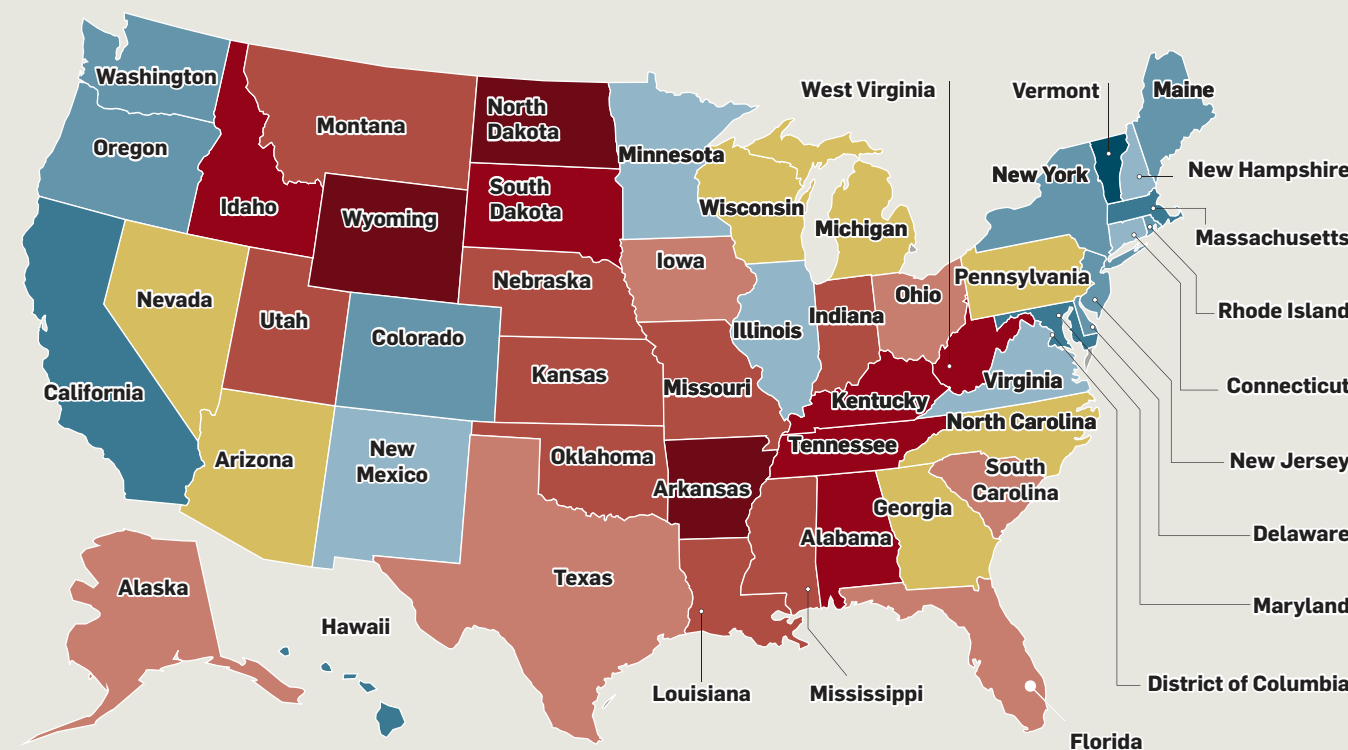 Washington
Oregon
California
Nevada
Idaho
Montana
Wyoming
Utah
Arizona
Colorado
New
Mexico
North
Dakota
South
Dakota
Nebraska
Kansas
Oklahoma
Texas
Minnesota
Iowa
Missouri
Arkansas
Louisiana
Wisconsin
Illinois
Michigan
Indiana
Ohio
Kentucky
Tennessee
Mississippi
Alabama
Georgia
Florida
South
Carolina
North Carolina
Virginia
West Virginia
Pennsylvania
New York
Vermont
Maine
New Hampshire
Massachusetts
Rhode Island
Connecticut
New Jersey
Delaware
Maryland
District of Columbia
Alaska
Hawaii